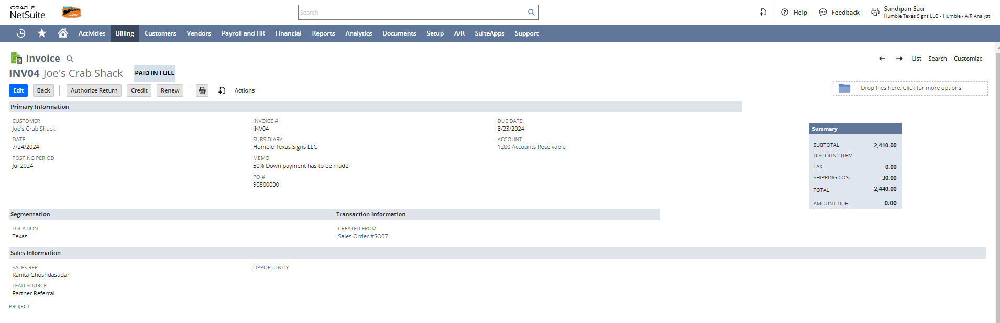 ORACLE
NetSuite
SIGNS
Search
Help
Feedback
Sandipan Sau
Humble Texas Signs LLC - Humble - A/R Analyst
Activities Billing Customers Vendors Payroll and HR Financial Reports Analytics Documents Setup A/R SuiteApps Support
Invoice
List Search Customize
INV04 Joe's Crab Shack PAID IN FULL
Edit Back Authorize Return Credit Renew Actions
Drop files here. Click for more options.
Primary Information
CUSTOMER
Joe's Crab Shack
DATE
7/24/2024
POSTING PERIOD
Jul 2024
INVOICE #
INV04
SUBSIDIARY
Humble Texas Signs LLC
MEMO
50% Down payment has to be made
PO #
90800000
DUE DATE
8/23/2024
ACCOUNT
1200 Accounts Receivable
Summary
SUBTOTAL 2,410.00
DISCOUNT ITEM
TAX 0.00
SHIPPING COST 30.00
TOTAL 2,440.00
AMOUNT DUE 0.00
Segmentation
LOCATION
Texas
Transaction Information
CREATED FROM
Sales Order #SO07
Sales Information
SALES REP
Ranita Ghoshdastidar
LEAD SOURCE
Partner Referral
OPPORTUNITY
PROJECT